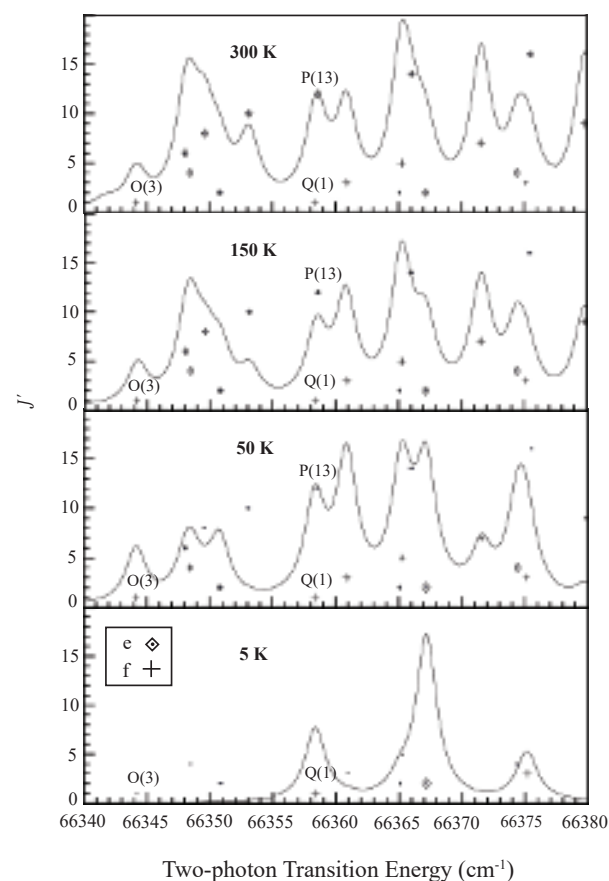 15
300 K
P(13)
10
5
O(3)
Q(1)
0
15
150 K
P(13)
10
5
O(3)
Q(1)
0
J′
15
50 K
P(13)
10
5
O(3)
Q(1)
0
e
f
5 K
15
10
5
O(3)
Q(1)
0
66340 66345 66350 66355 66360 66365 66370 66375 66380
Two-photon Transition Energy (cm⁻¹)